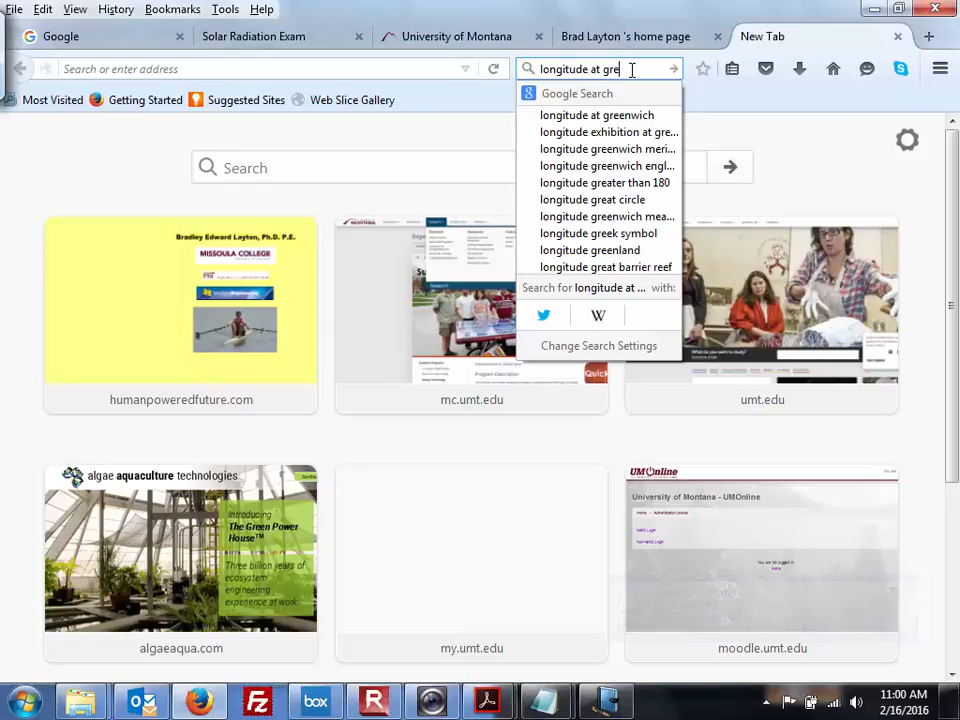 File Edit View History Bookmarks Tools Help
Google Solar Radiation Exam University of Montana Brad Layton 's home page New Tab
Search or enter address longitude at gre
Most Visited Getting Started Suggested Sites Web Slice Gallery
Google Search
longitude at greenwich
longitude exhibition at gre...
longitude greenwich meri...
longitude greenwich engl...
longitude greater than 180
longitude great circle
longitude greenwich mea...
longitude greek symbol
longitude greenland
longitude great barrier reef
Search for longitude at ... with:
W
Change Search Settings
Search
Bradley Edward Layton, Ph.D. P.E.
MISSOULA COLLEGE
Program Description
Quick
humanpoweredfuture.com mc.umt.edu umt.edu
algae aquaculture technologies
Introducing
The Green Power
House™
Three billion years of
ecosystem
engineering
experience at work
UMOnline
University of Montana - UMOnline
algaeaqua.com my.umt.edu moodle.umt.edu
box
11:00 AM
2/16/2016